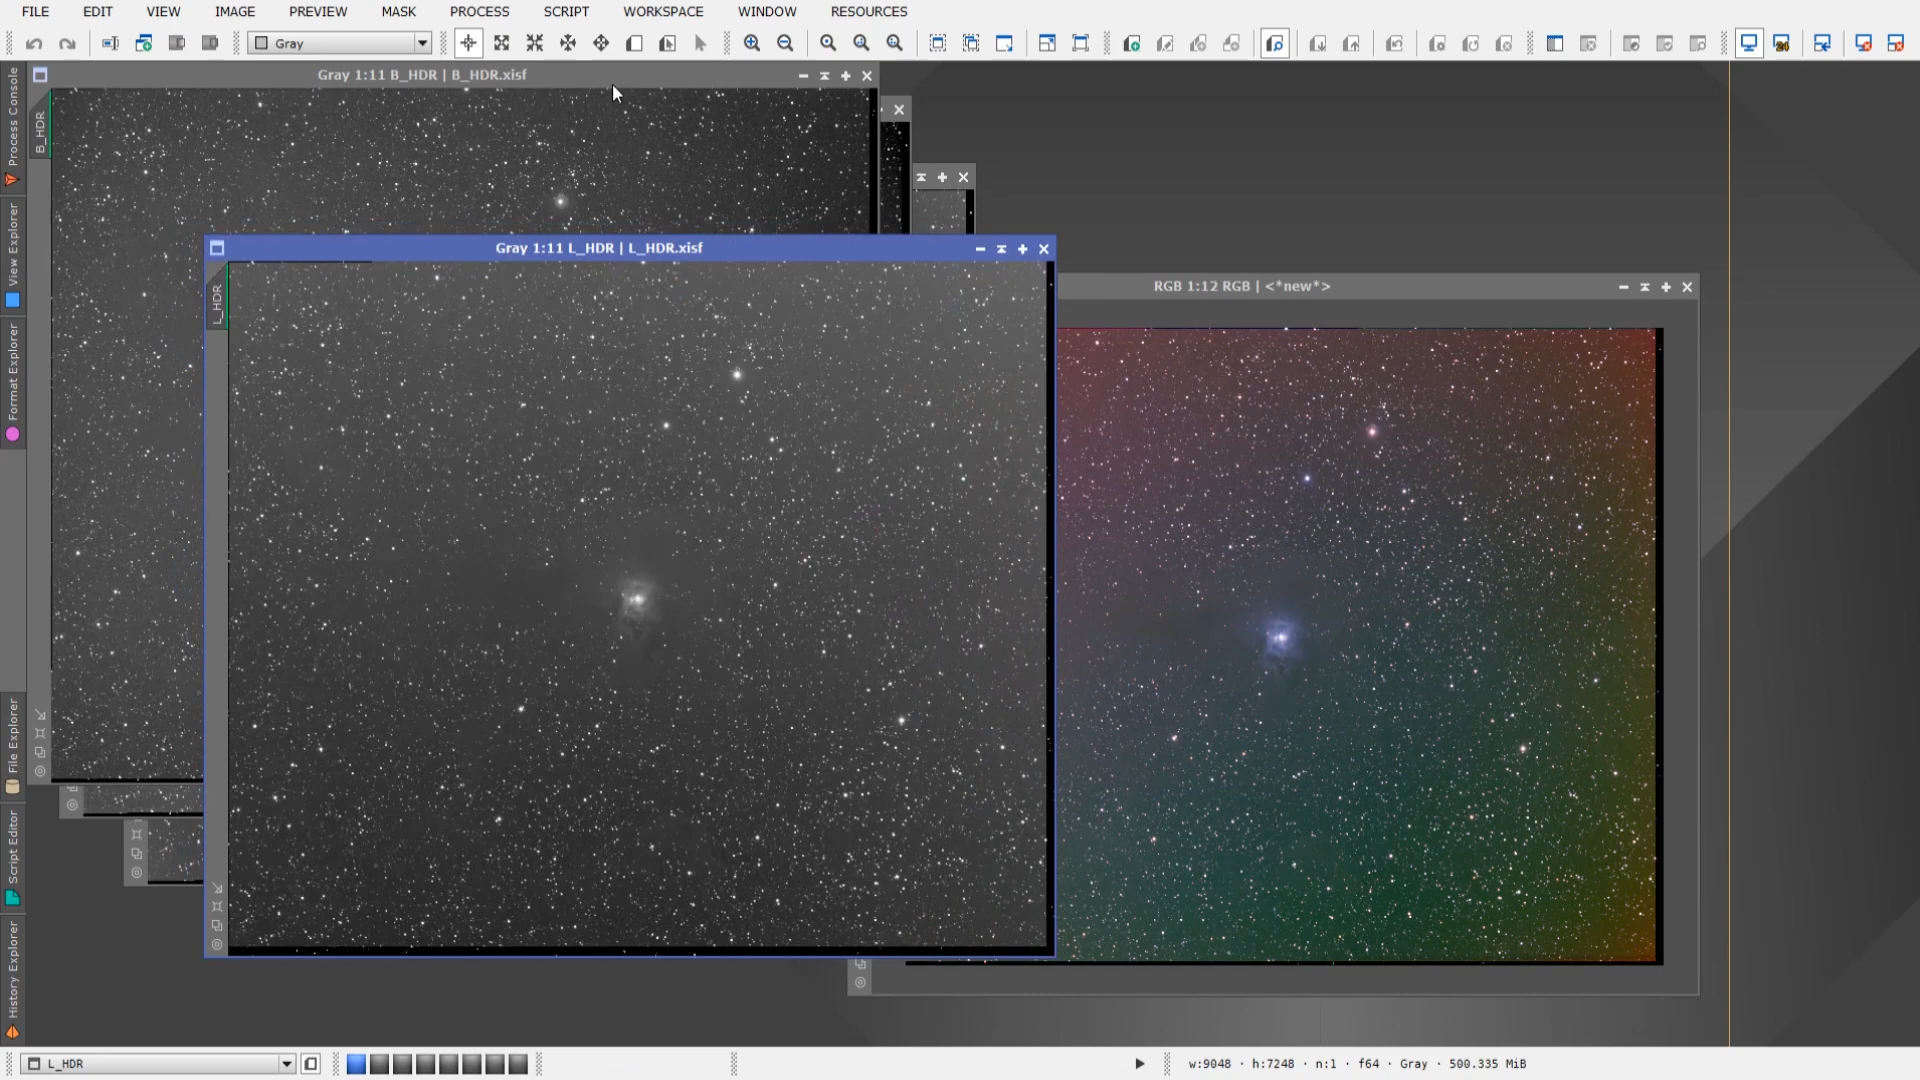 FILE EDIT VIEW IMAGE PREVIEW MASK PROCESS SCRIPT WORKSPACE WINDOW RESOURCES
Gray
24
Process Console
View Explorer
Format Explorer
File Explorer
Script Editor
History Explorer
Gray 1:11 B_HDR | B_HDR.xisf
B_HDR
Gray 1:11 L_HDR | L_HDR.xisf
L_HDR
RGB 1:12 RGB | <*new*>
L_HDR
w:9048 · h:7248 · n:1 · f64 · Gray · 500.335 MiB